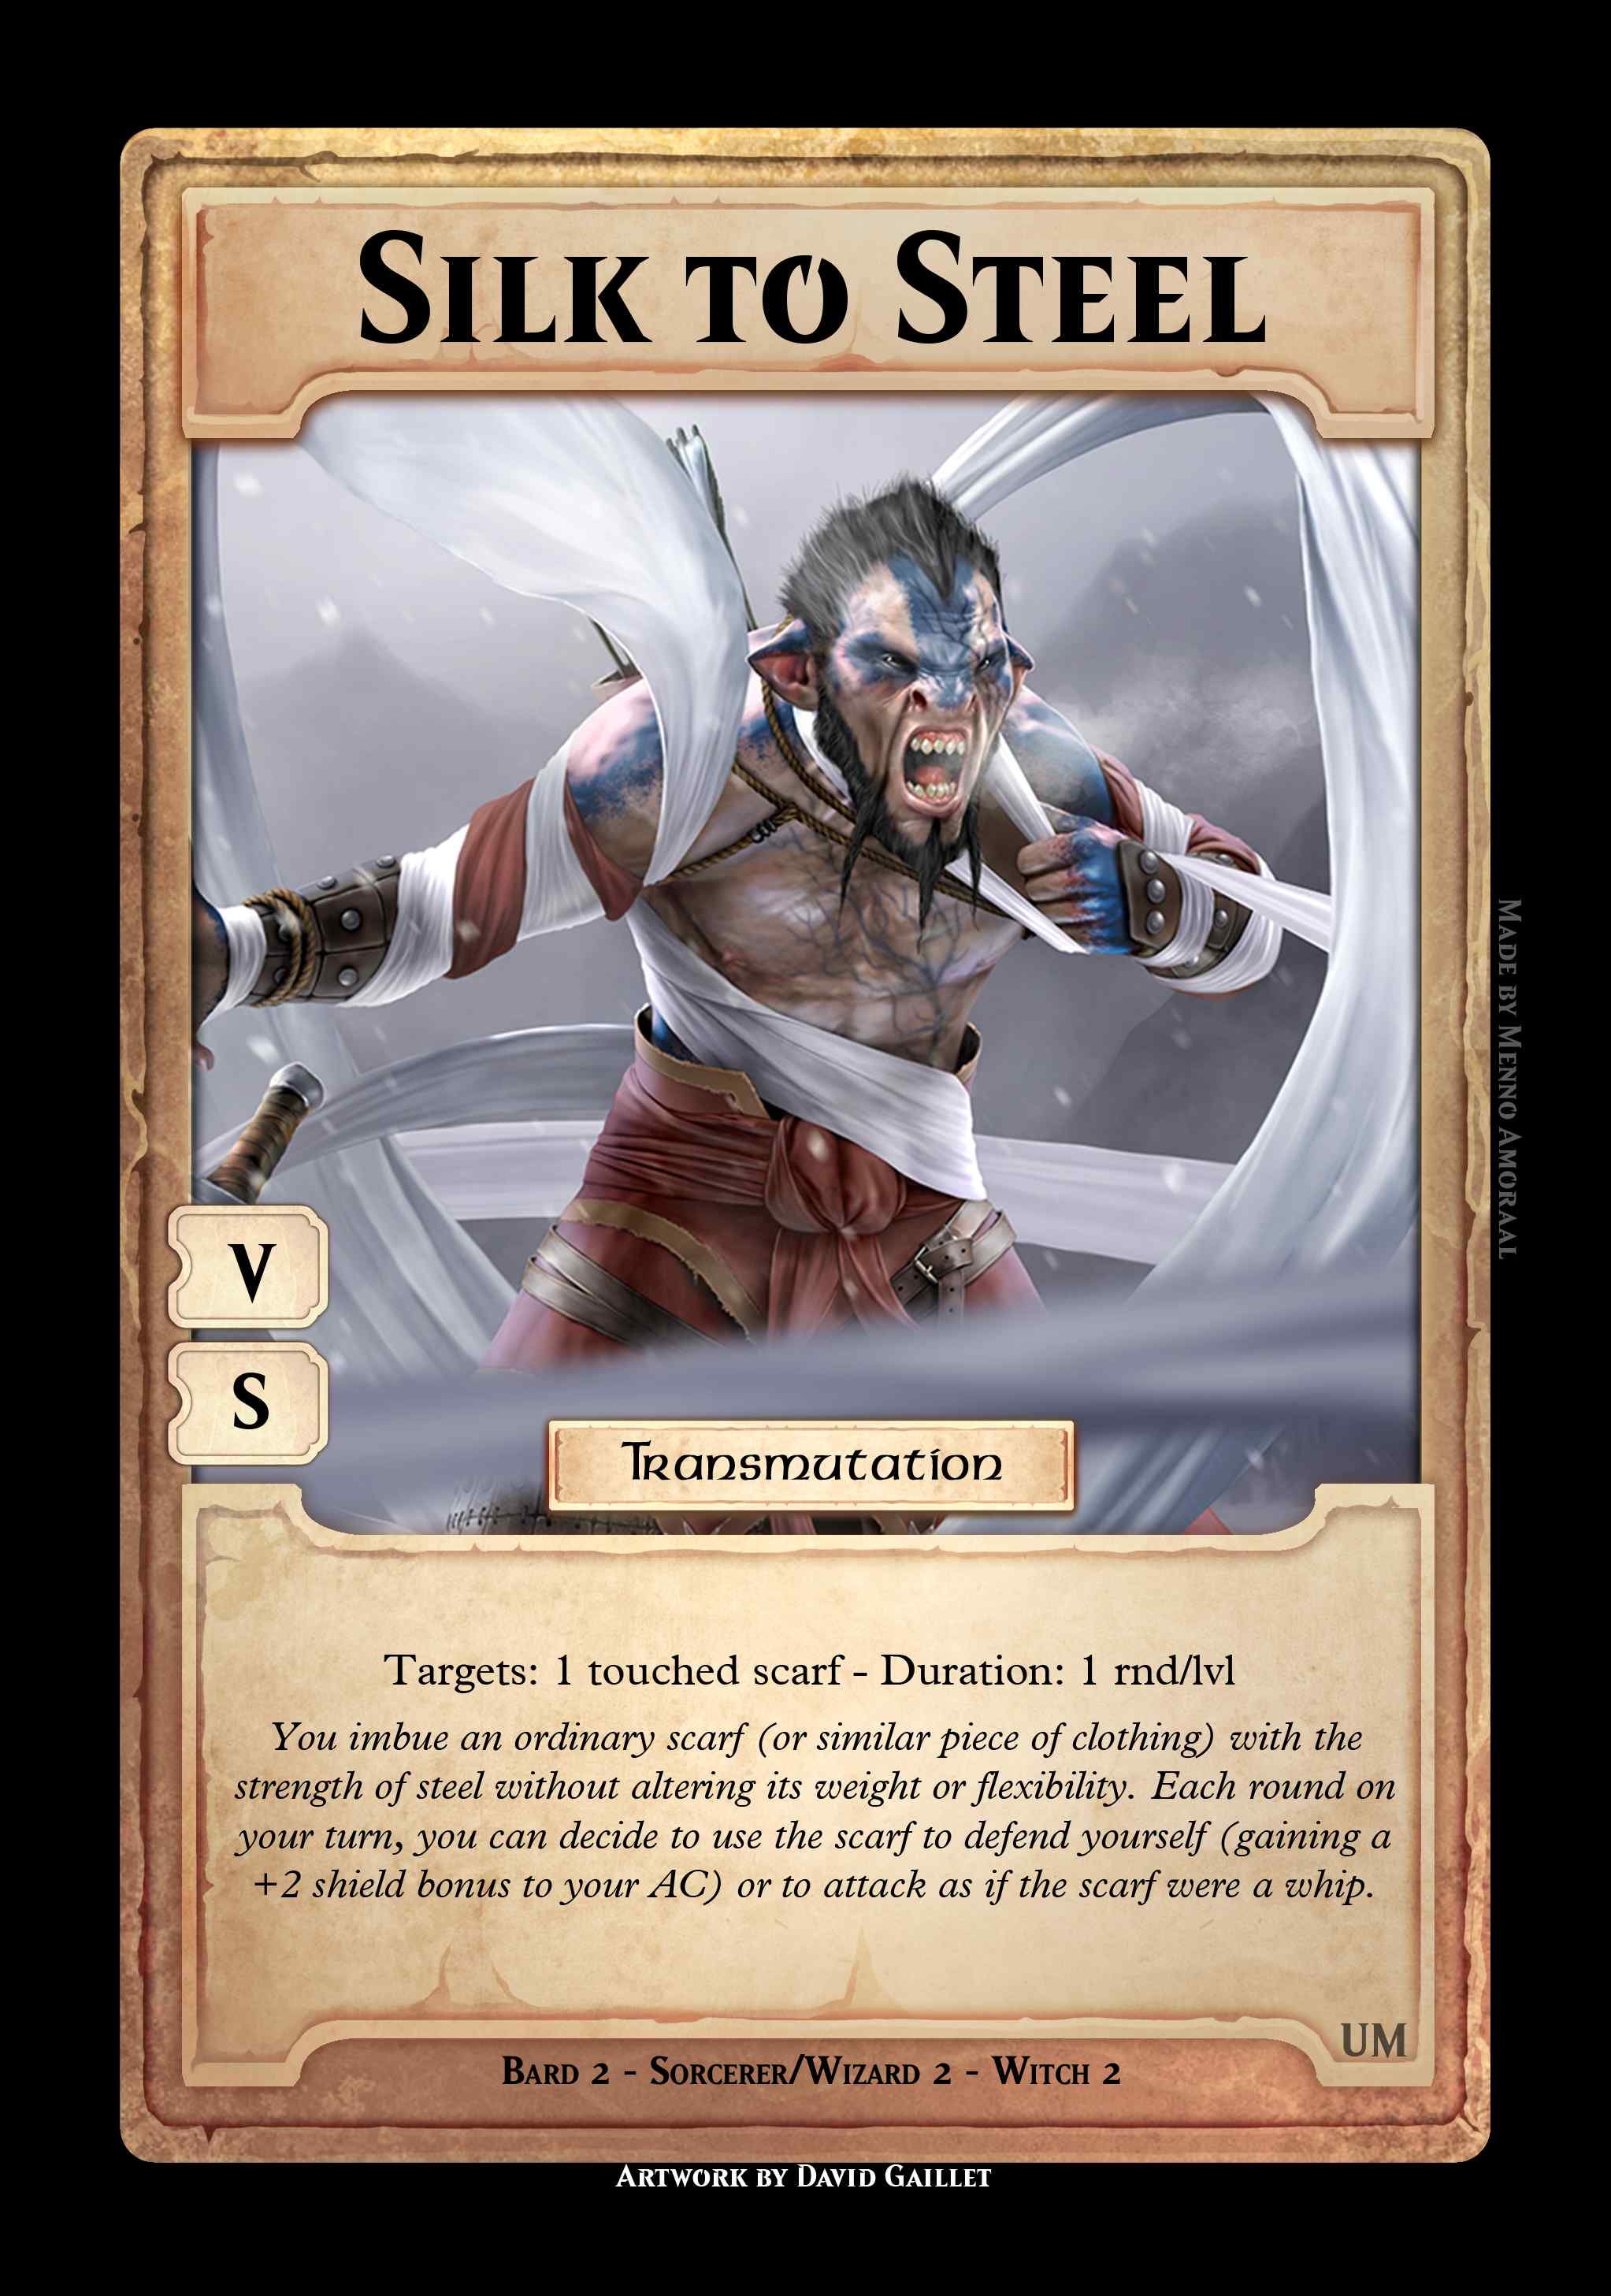 Silk to Steel
V
S
Transmutation
Targets: 1 touched scarf - Duration: 1 rnd/lvl
You imbue an ordinary scarf (or similar piece of clothing) with the
strength of steel without altering its weight or flexibility. Each round on
your turn, you can decide to use the scarf to defend yourself (gaining a
+2 shield bonus to your AC) or to attack as if the scarf were a whip.
UM
Bard 2 - Sorcerer/Wizard 2 - Witch 2
Artwork by David Gaillet
Made by Menno Amoraal